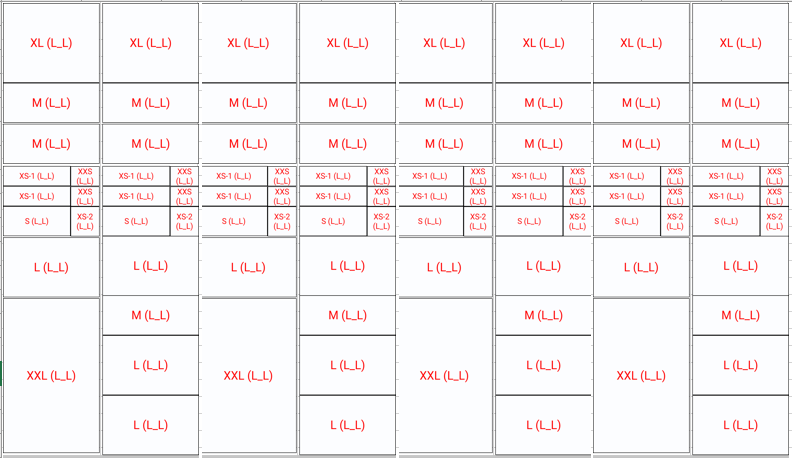 XL (L_L) XL (L_L) XL (L_L) XL (L_L) XL (L_L) XL (L_L) XL (L_L) XL (L_L)
M (L_L) M (L_L) M (L_L) M (L_L) M (L_L) M (L_L) M (L_L) M (L_L)
M (L_L) M (L_L) M (L_L) M (L_L) M (L_L) M (L_L) M (L_L) M (L_L)
XS-1 (L_L) XXS (L_L) XS-1 (L_L) XXS (L_L) XS-1 (L_L) XXS (L_L) XS-1 (L_L) XXS (L_L) XS-1 (L_L) XXS (L_L) XS-1 (L_L) XXS (L_L) XS-1 (L_L) XXS (L_L) XS-1 (L_L) XXS (L_L)
XS-1 (L_L) XXS (L_L) XS-1 (L_L) XXS (L_L) XS-1 (L_L) XXS (L_L) XS-1 (L_L) XXS (L_L) XS-1 (L_L) XXS (L_L) XS-1 (L_L) XXS (L_L) XS-1 (L_L) XXS (L_L) XS-1 (L_L) XXS (L_L)
S (L_L) XS-2 (L_L) S (L_L) XS-2 (L_L) S (L_L) XS-2 (L_L) S (L_L) XS-2 (L_L) S (L_L) XS-2 (L_L) S (L_L) XS-2 (L_L) S (L_L) XS-2 (L_L) S (L_L) XS-2 (L_L)
L (L_L) L (L_L) L (L_L) L (L_L) L (L_L) L (L_L) L (L_L) L (L_L)
M (L_L) M (L_L) M (L_L) M (L_L)
L (L_L) L (L_L) L (L_L) L (L_L)
XXL (L_L) XXL (L_L) XXL (L_L) XXL (L_L)
L (L_L) L (L_L) L (L_L) L (L_L)